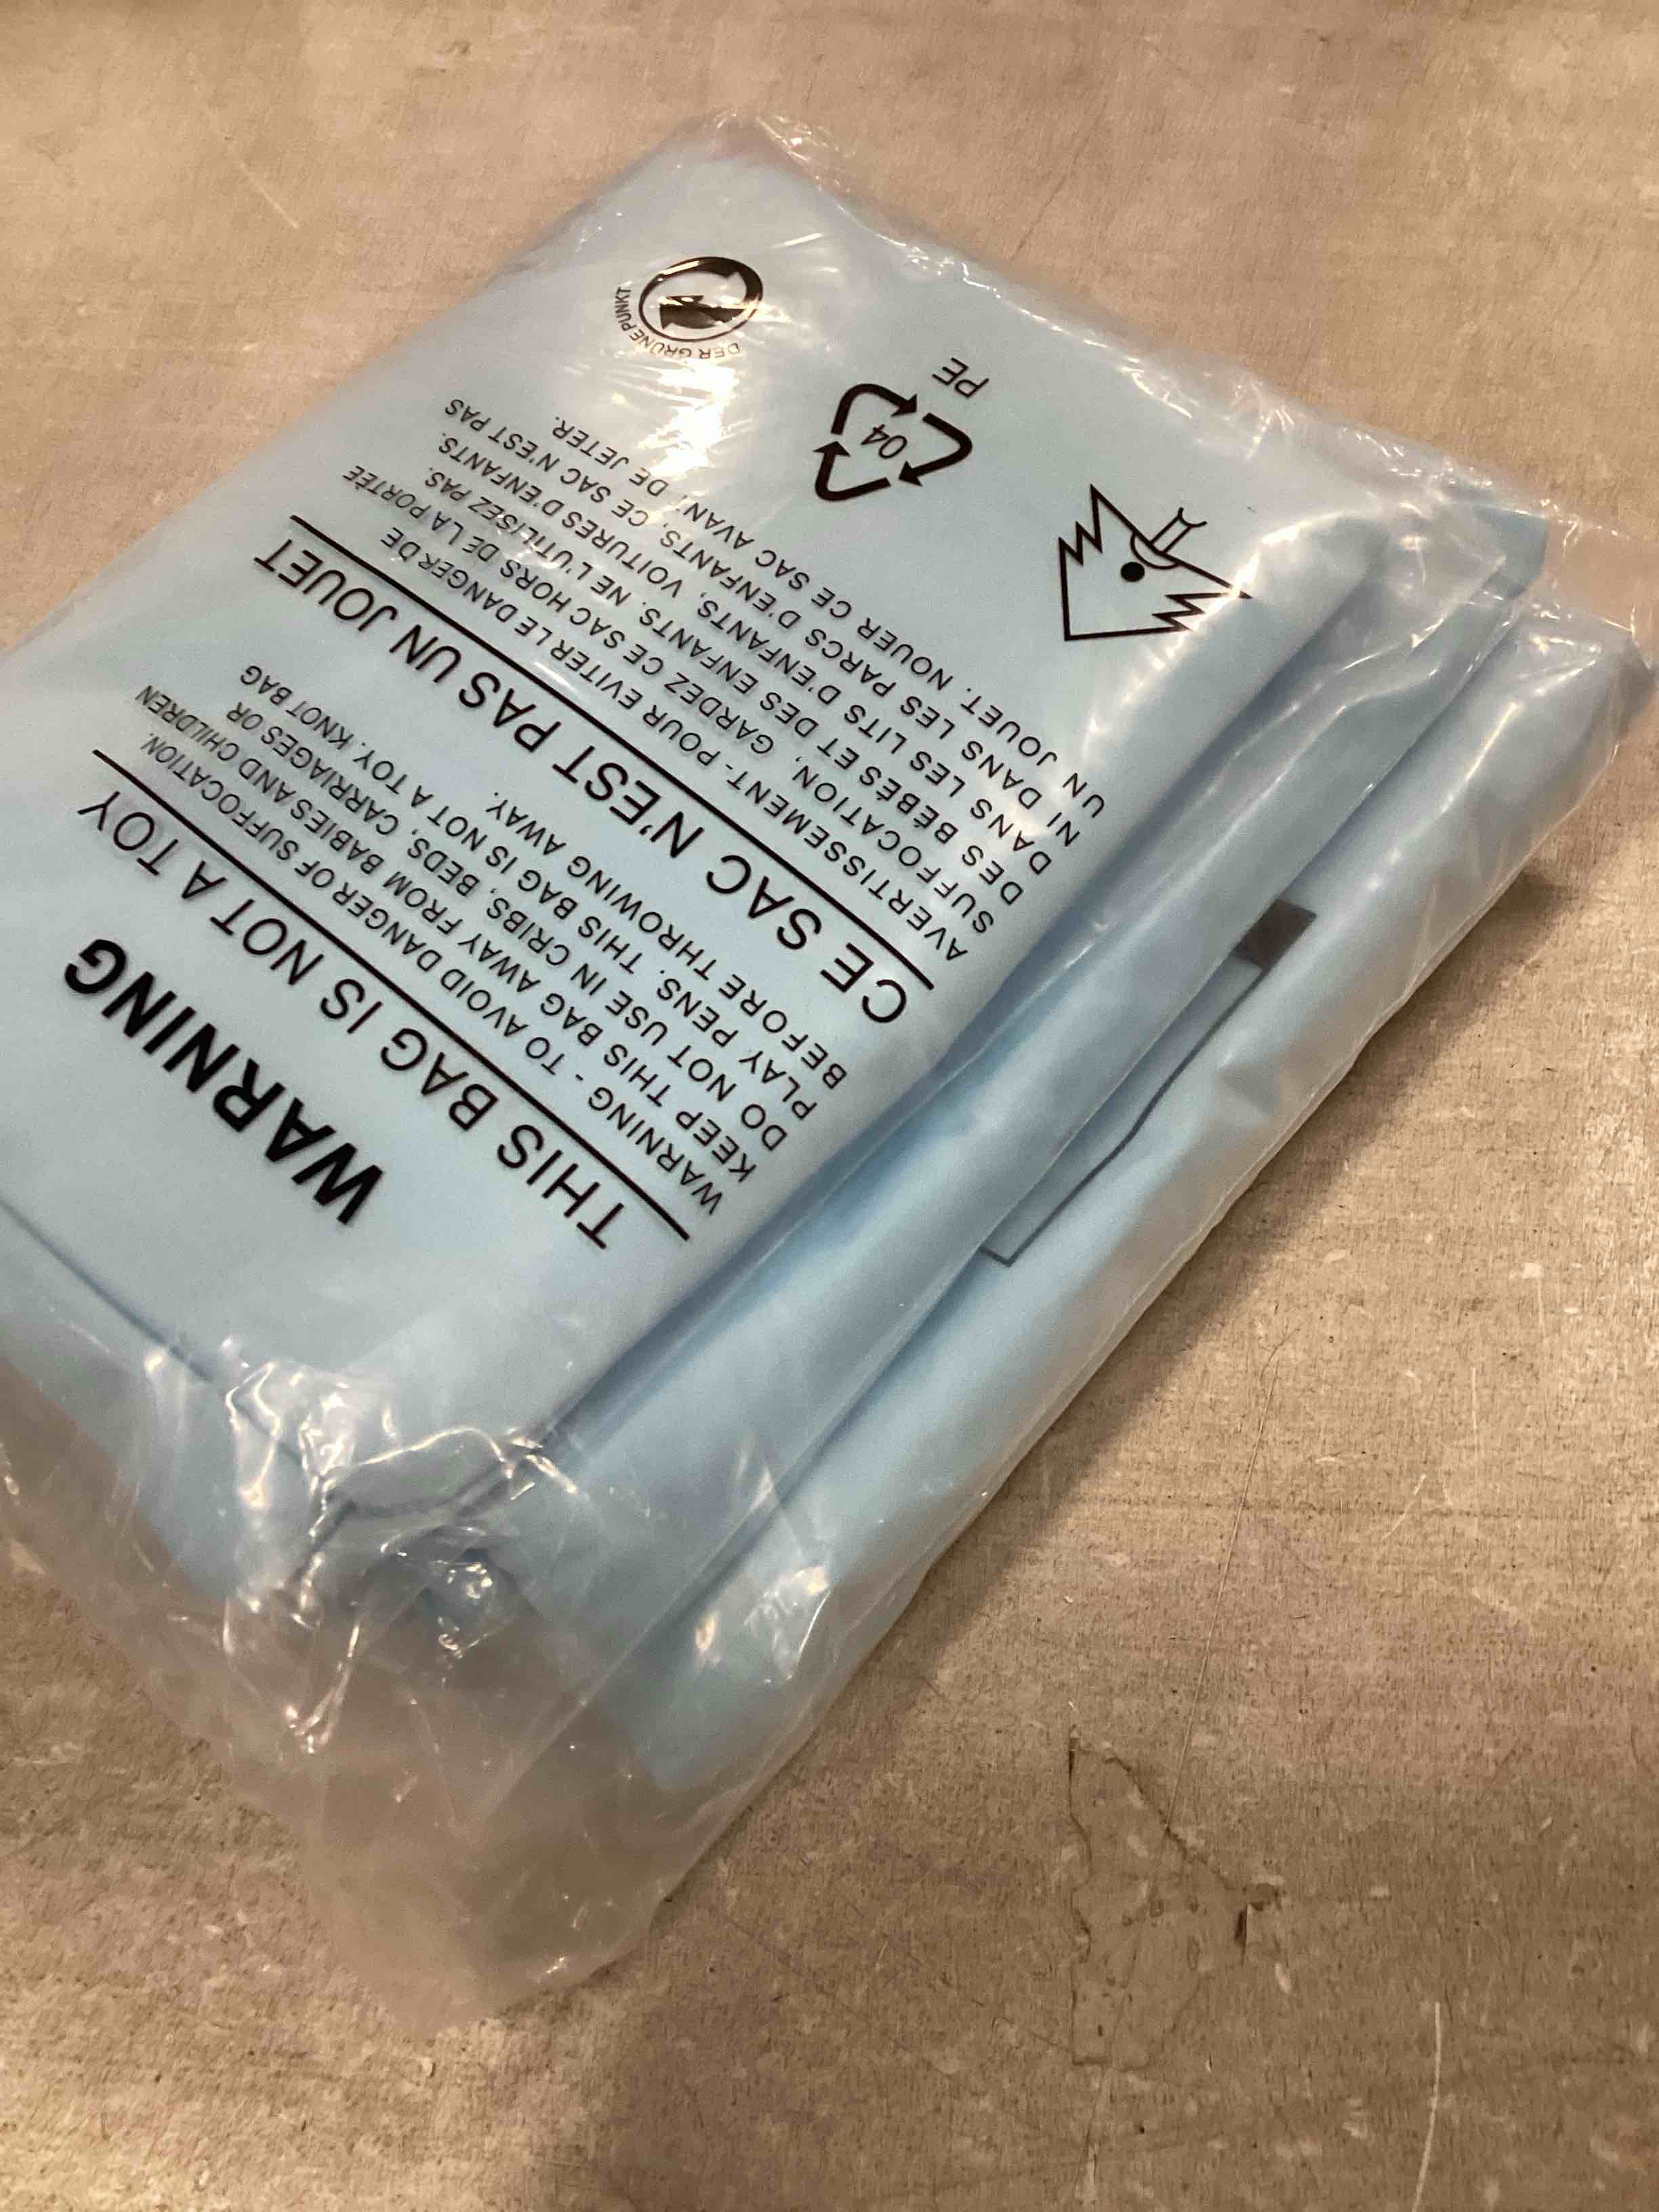 WARNING
THIS BAG IS NOT A TOY
WARNING - TO AVOID DANGER OF SUFFOCATION.
KEEP THIS BAG AWAY FROM BABIES AND CHILDREN
DO NOT USE IN CRIBS, BEDS, CARRIAGES OR
PLAY PENS. THIS BAG IS NOT A TOY. KNOT BAG
BEFORE THROWING AWAY.
CE SAC N'EST PAS UN JOUET
AVERTISSEMENT- POUR EVITER LE DANGER DE
SUFFOCATION, GARDEZ CE SAC HORS DE LA PORTÉE
DES BÉBÉS ET DES ENFANTS. NE L'UTILISEZ PAS.
DANS LES LITS D'ENFANTS, VOITURES D'ENFANTS.
NI DANS LES PARCS D'ENFANTS, CE SAC N'EST PAS
UN JOUET. NOUER CE SAC AVANT DE JETER.
04
PE
DER GRÜNE PUNKT